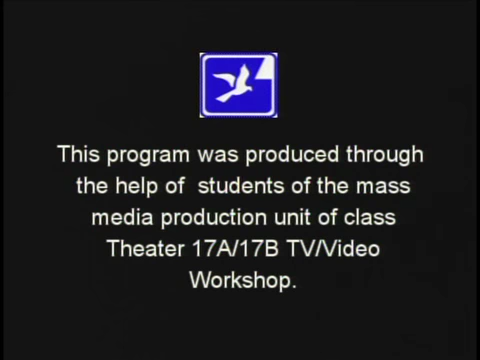 This program was produced through
the help of students of the mass
media production unit of class
Theater 17A/17B TV/Video
Workshop.